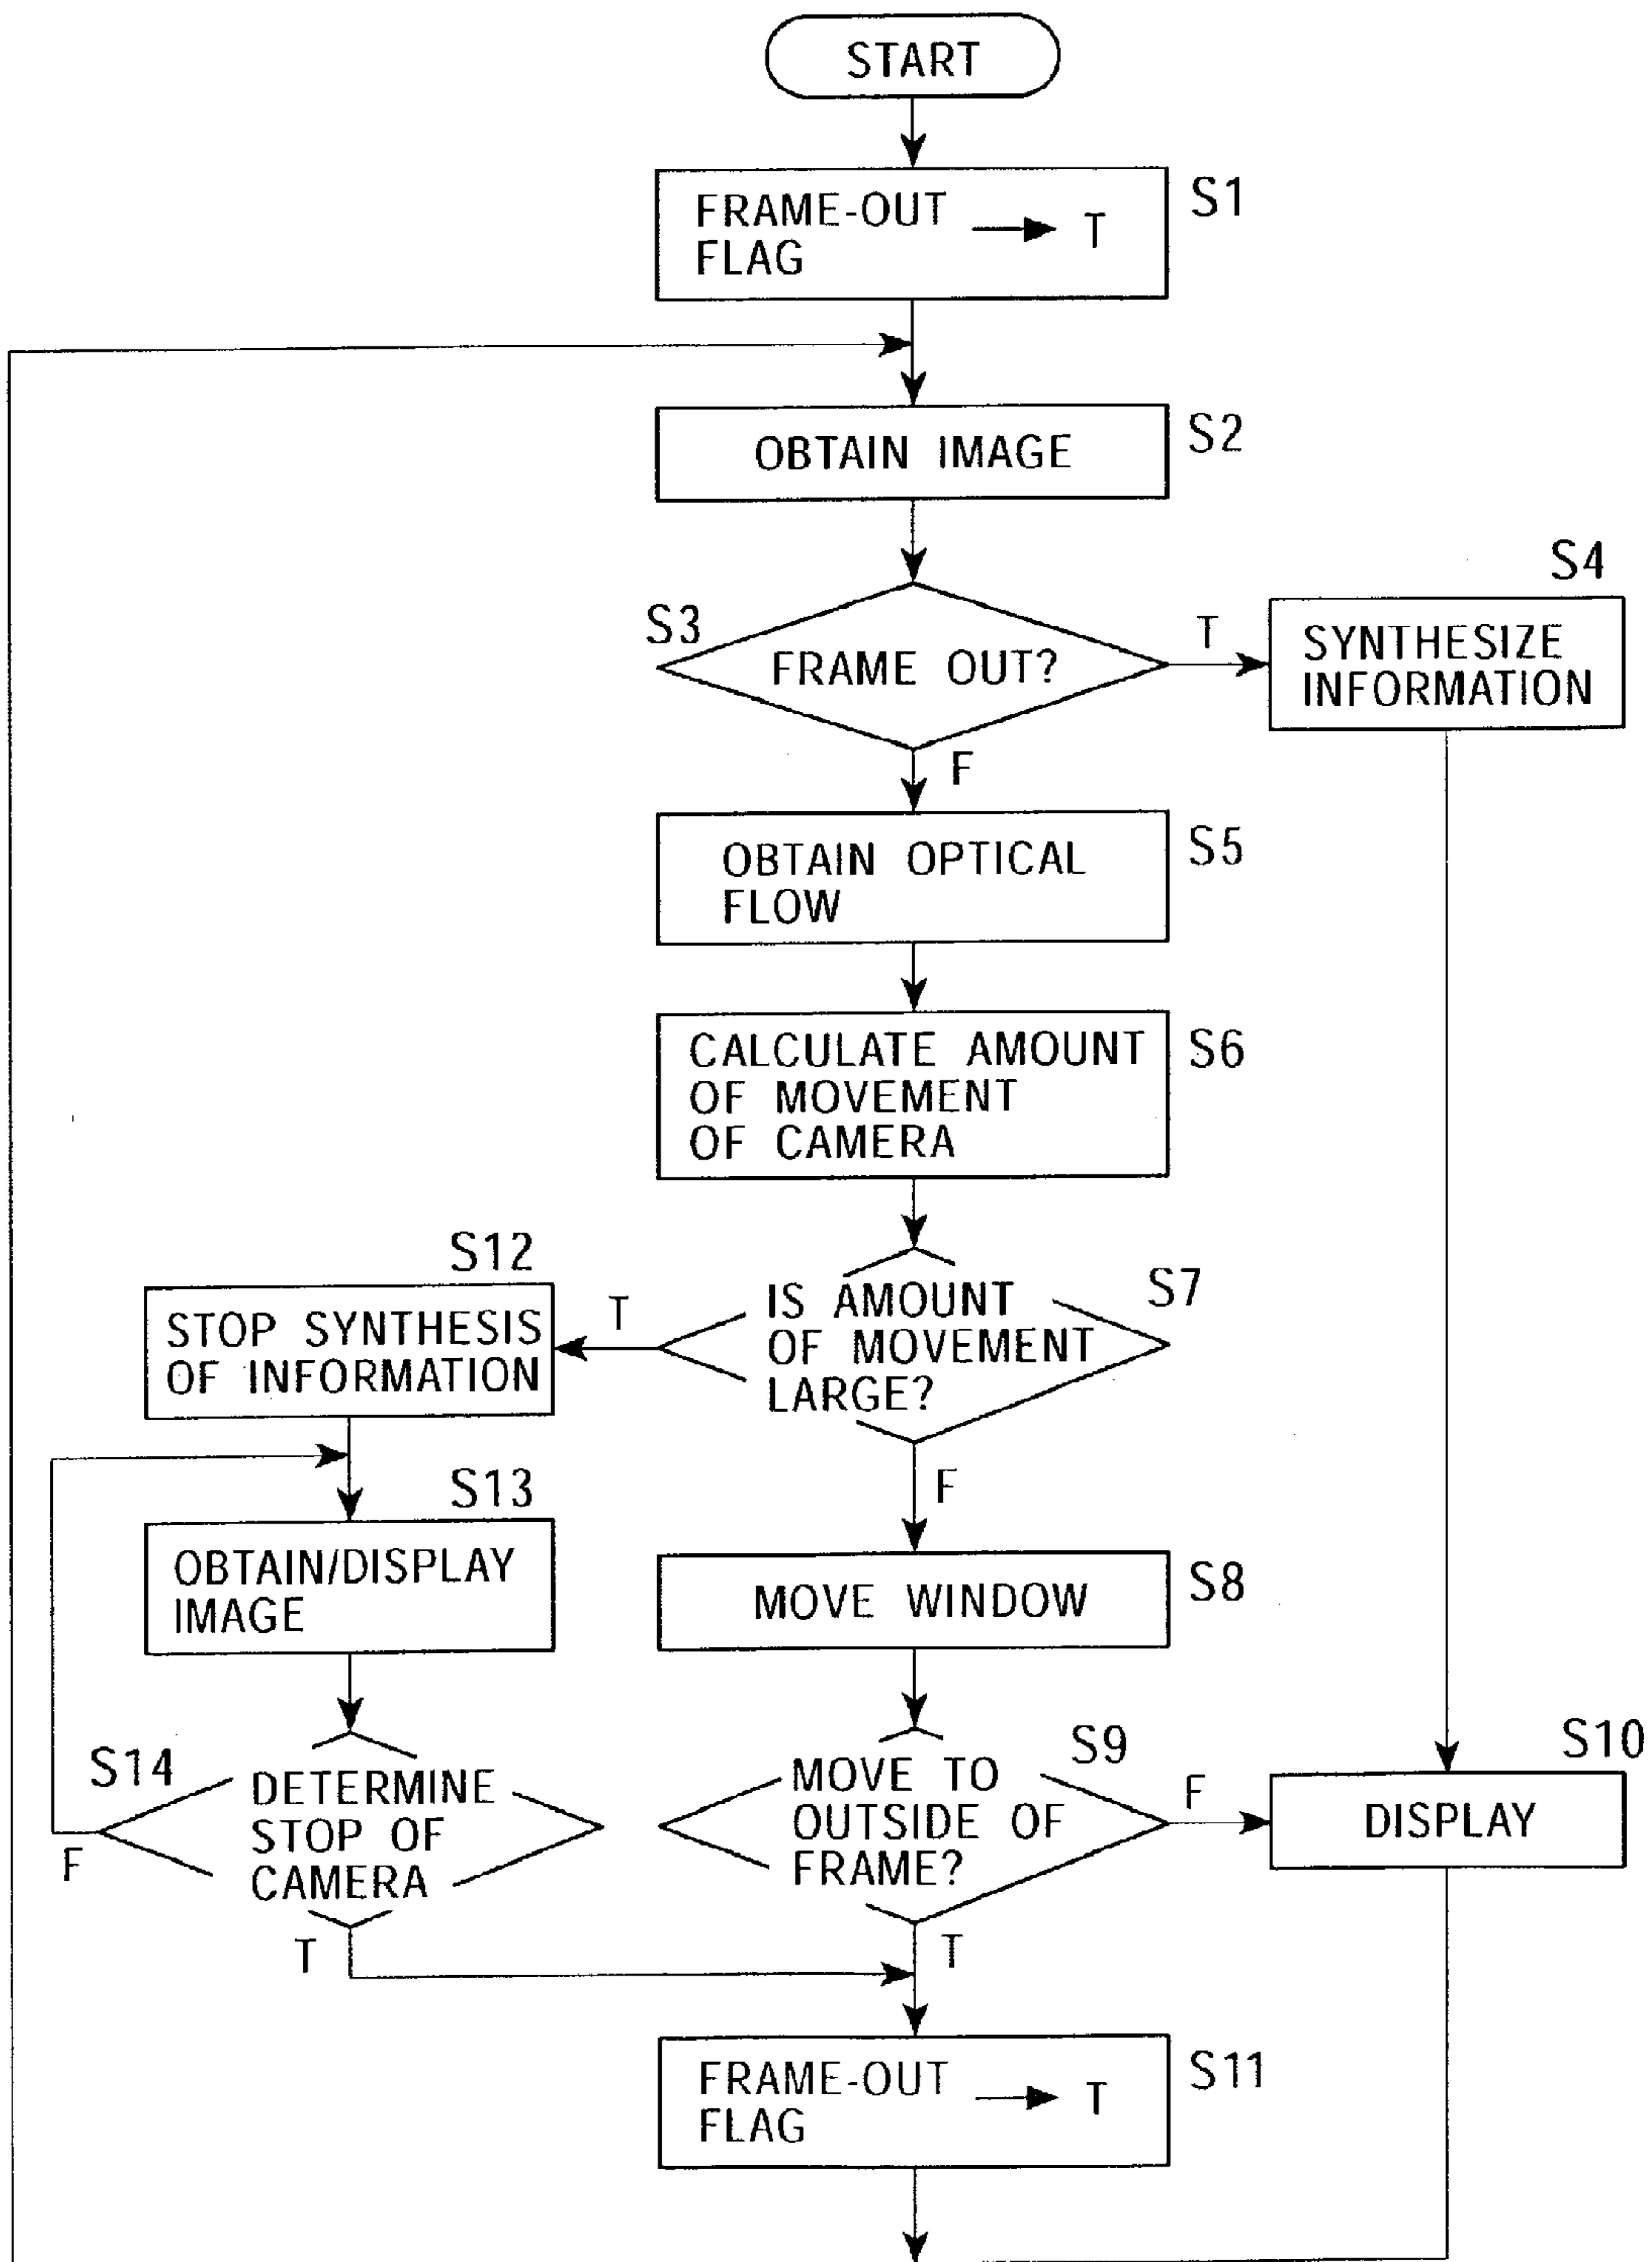 START
FRAME-OUT
FLAG
T
S1
OBTAIN IMAGE
S2
S3
FRAME OUT?
T
F
S4
SYNTHESIZE
INFORMATION
OBTAIN OPTICAL
FLOW
S5
CALCULATE AMOUNT
OF MOVEMENT
OF CAMERA
S6
IS AMOUNT
OF MOVEMENT
LARGE?
S7
T
F
S12
STOP SYNTHESIS
OF INFORMATION
S13
OBTAIN/DISPLAY
IMAGE
S14
DETERMINE
STOP OF
CAMERA
F
T
MOVE WINDOW
S8
MOVE TO
OUTSIDE OF
FRAME?
S9
F
T
S10
DISPLAY
FRAME-OUT
FLAG
T
S11